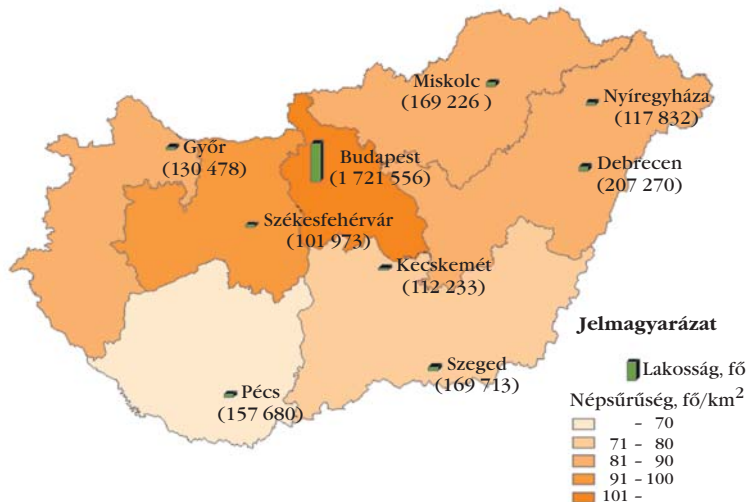 Miskolc
(169 226 )
Nyíregyháza
(117 832)
Győr
(130 478)
Budapest
(1 721 556)
Debrecen
(207 270)
Székesfehérvár
(101 973)
Kecskemét
(112 233)
Szeged
(169 713)
Pécs
(157 680)
Jelmagyarázat
Lakosság, fő
Népsűrűség, fő/km²
– 70
71 – 80
81 – 90
91 – 100
101 –